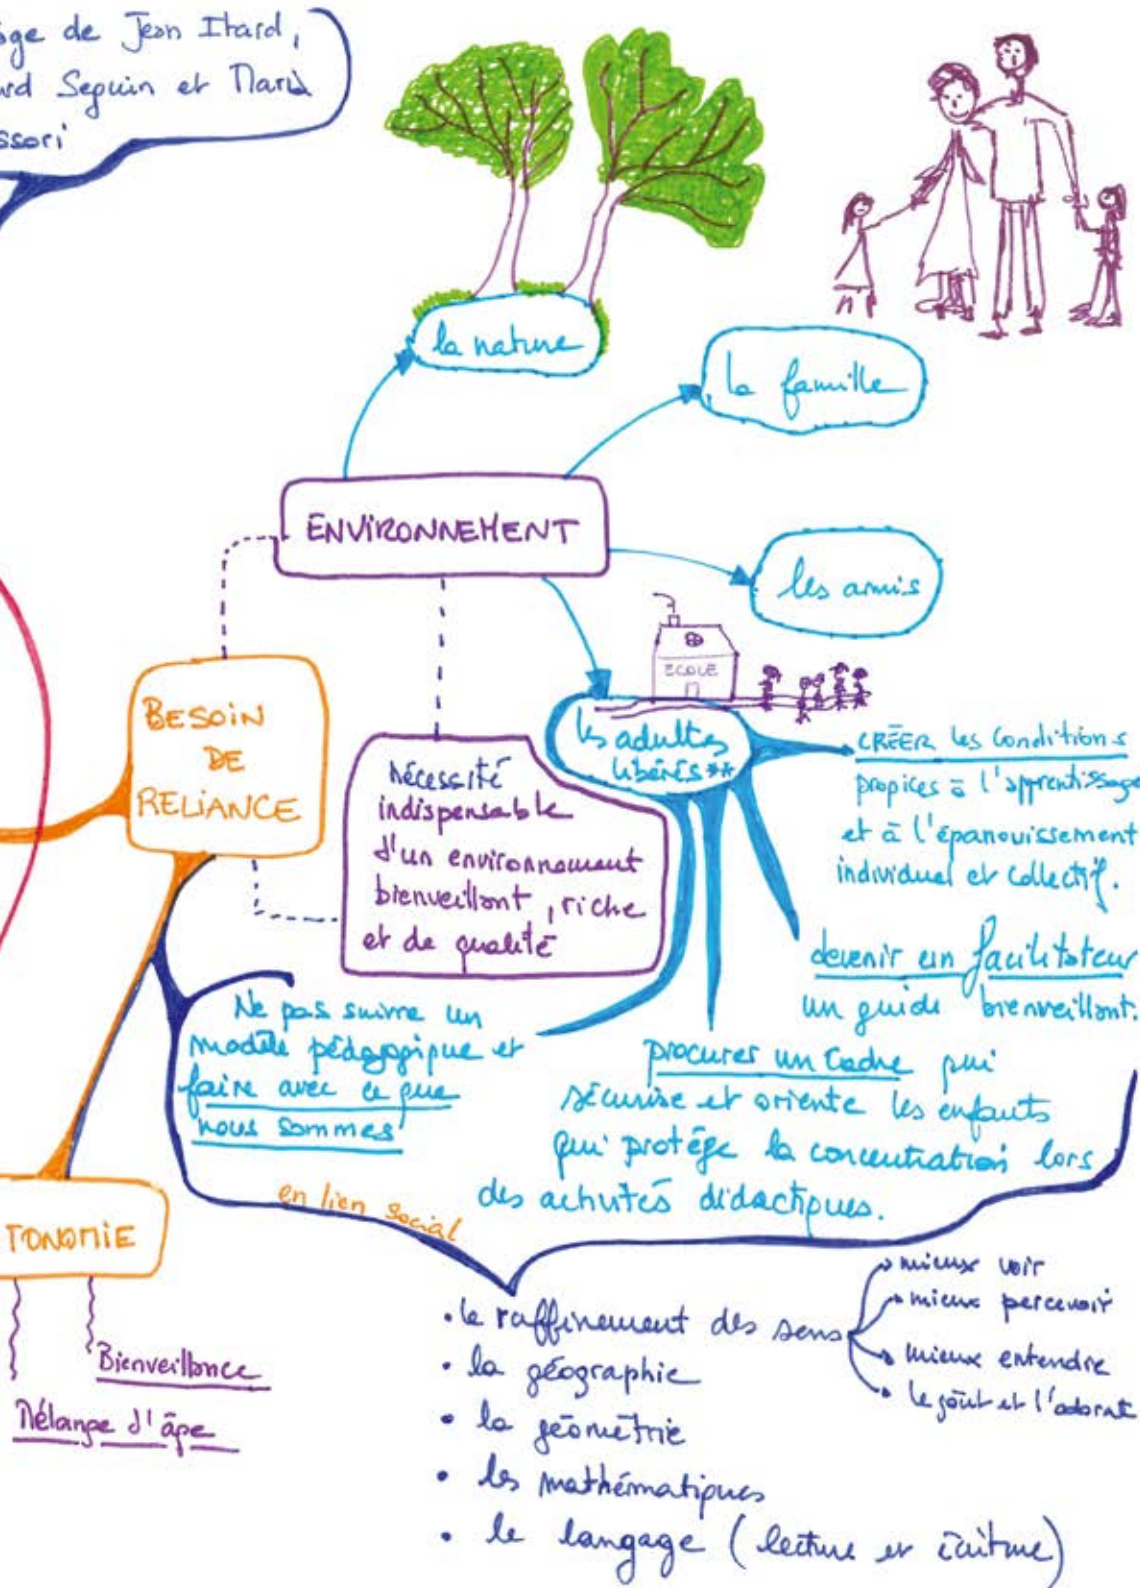 ige de Jean Itard,
ard Seguin et Maria
ssori
la nature
la famille
ENVIRONNEMENT
les amis
ECOLE
BESOIN
DE
RELIANCE
les adultes
libérés**
nécessité
indispensable
d'un environnement
bienveillant, riche
et de qualité
CRÉER les conditions
propices à l'apprentissage
et à l'épanouissement
individuel et collectif.
devenir un facilitateur
un guide bienveillant.
Ne pas suivre un
modèle pédagogique et
faire avec ce que
nous sommes
procurer un cadre qui
sécurise et oriente les enfants
qui protège la concentration lors
des activités didactiques.
en lien social
TONOMIE
Bienveillance
Mélange d'âge
• le raffinement des sens
mieux voir
mieux percevoir
mieux entendre
le goût et l'odorat
• la géographie
• la géométrie
• les mathématiques
• le langage (lecture et écriture)